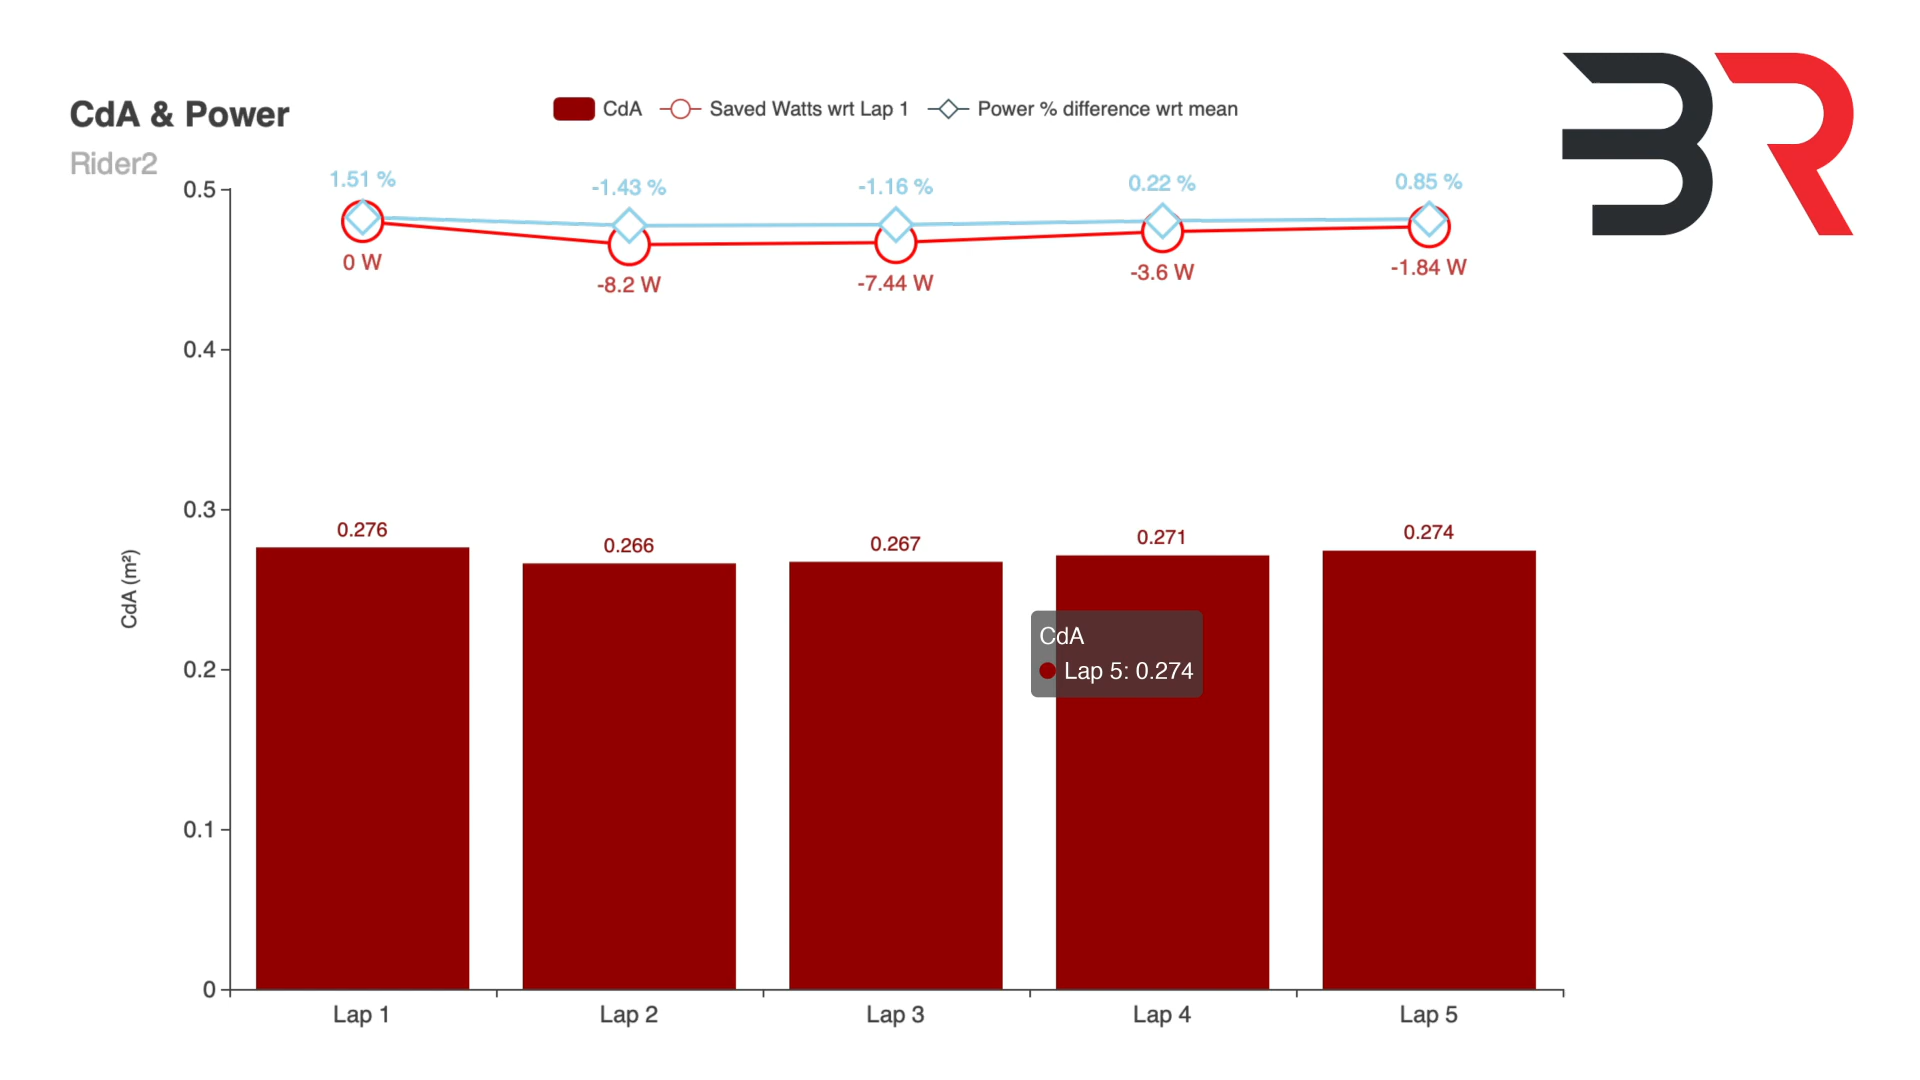 CdA & Power
Rider2
CdA
Saved Watts wrt Lap 1
Power % difference wrt mean
BR
1.51 %
-1.43 %
-1.16 %
0.22 %
0.85 %
0 W
-8.2 W
-7.44 W
-3.6 W
-1.84 W
0.5
0.4
0.3
0.2
0.1
0
CdA (m²)
0.276
0.266
0.267
0.271
0.274
CdA
Lap 5: 0.274
Lap 1
Lap 2
Lap 3
Lap 4
Lap 5